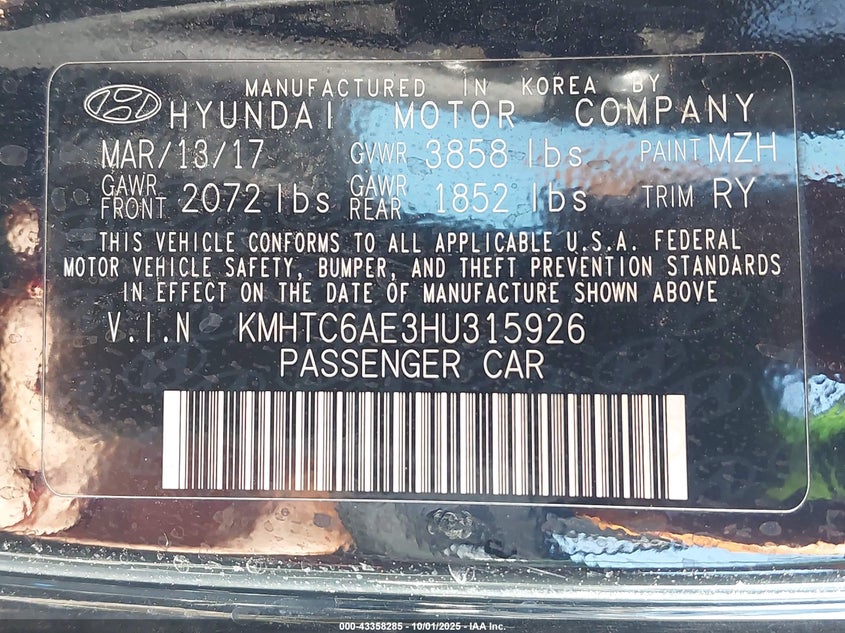 MANUFACTURED IN KOREA BY
HYUNDAI MOTOR COMPANY
MAR/13/17 GVWR 3858 lbs PAINT MZH
GAWR FRONT 2072 lbs GAWR REAR 1852 lbs TRIM RY
THIS VEHICLE CONFORMS TO ALL APPLICABLE U.S.A. FEDERAL
MOTOR VEHICLE SAFETY, BUMPER, AND THEFT PREVENTION STANDARDS
IN EFFECT ON THE DATE OF MANUFACTURE SHOWN ABOVE
V.I.N KMHTC6AE3HU315926
PASSENGER CAR
000-43358285 - 10/01/2025 - IAA Inc.